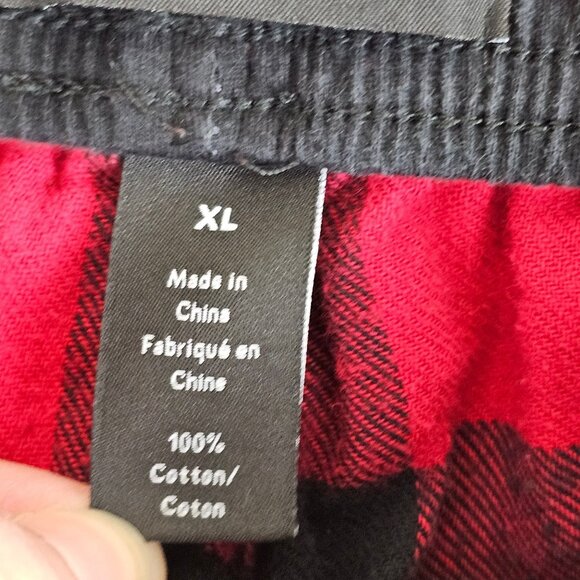 XL
Made in
China
Fabriqué en
Chine
100%
Cotton/
Coton